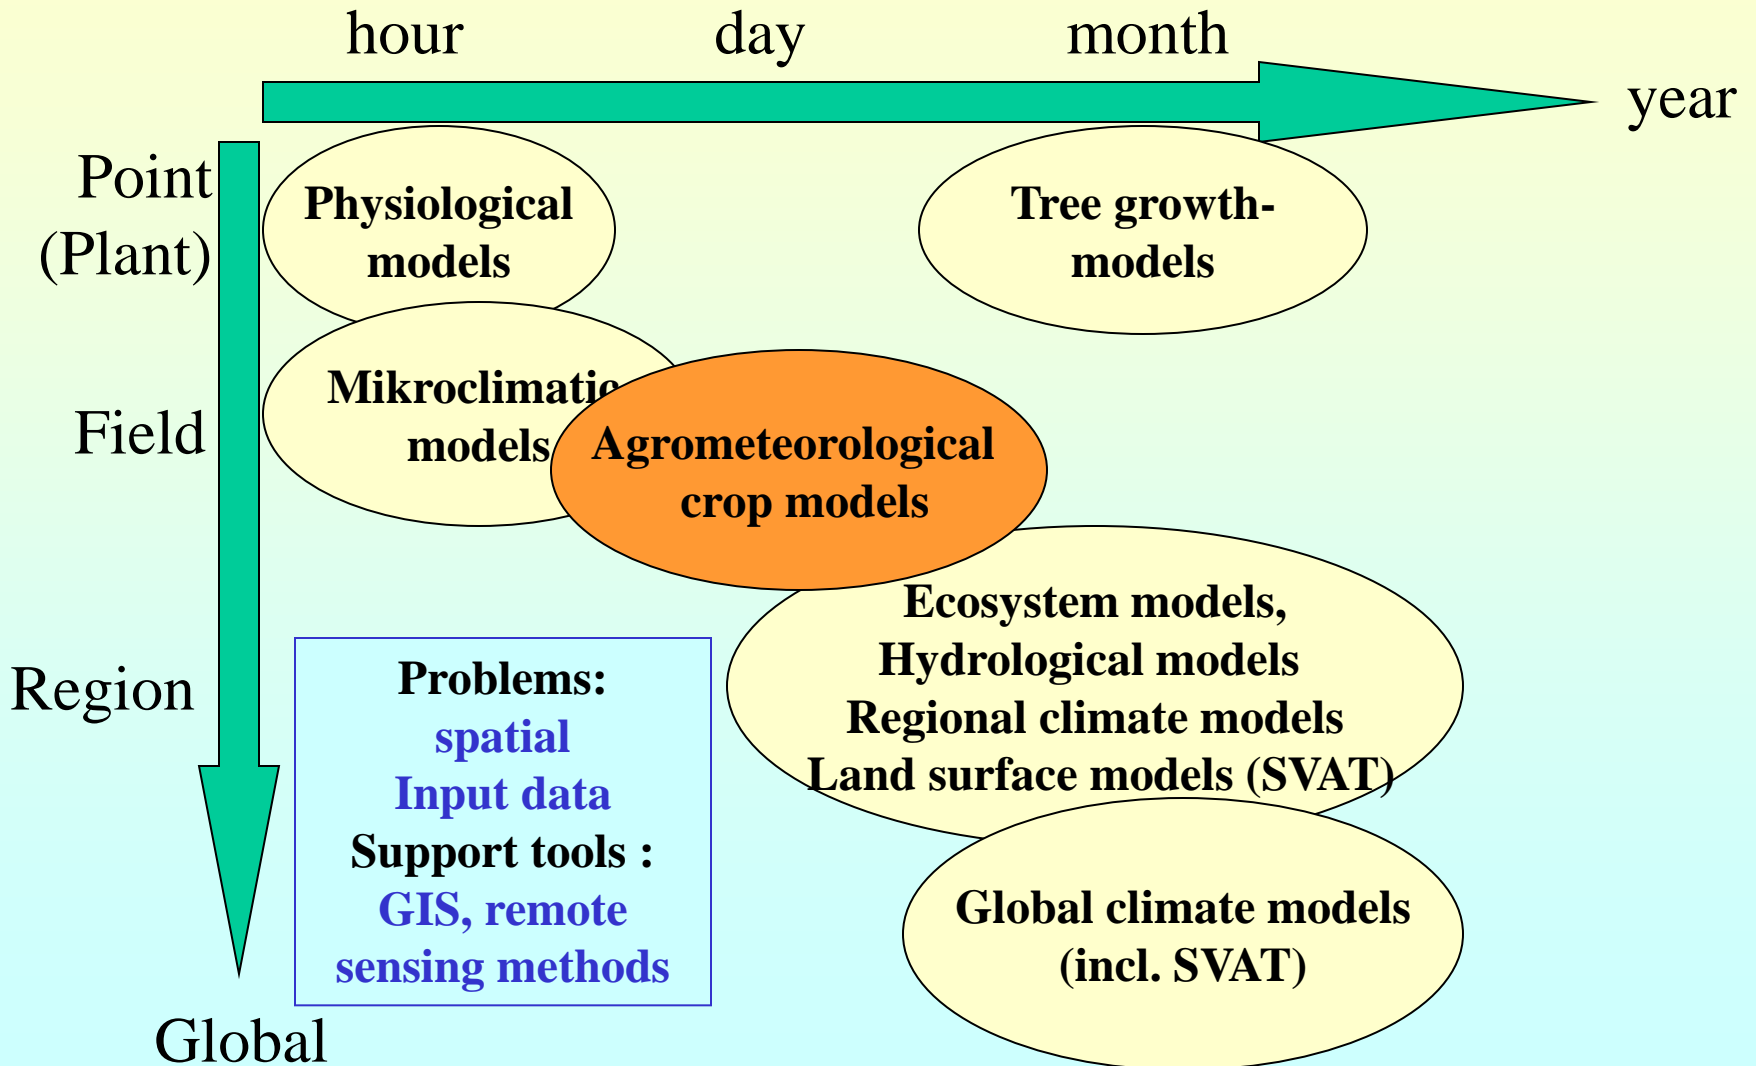 hour day month
year
Point
(Plant)
Physiological
models
Tree growth-
models
Field
Mikroclimatic
models
Agrometeorological
crop models
Region
Ecosystem models,
Hydrological models
Regional climate models
Land surface models (SVAT)
Problems:
spatial
Input data
Support tools :
GIS, remote
sensing methods
Global climate models
(incl. SVAT)
Global